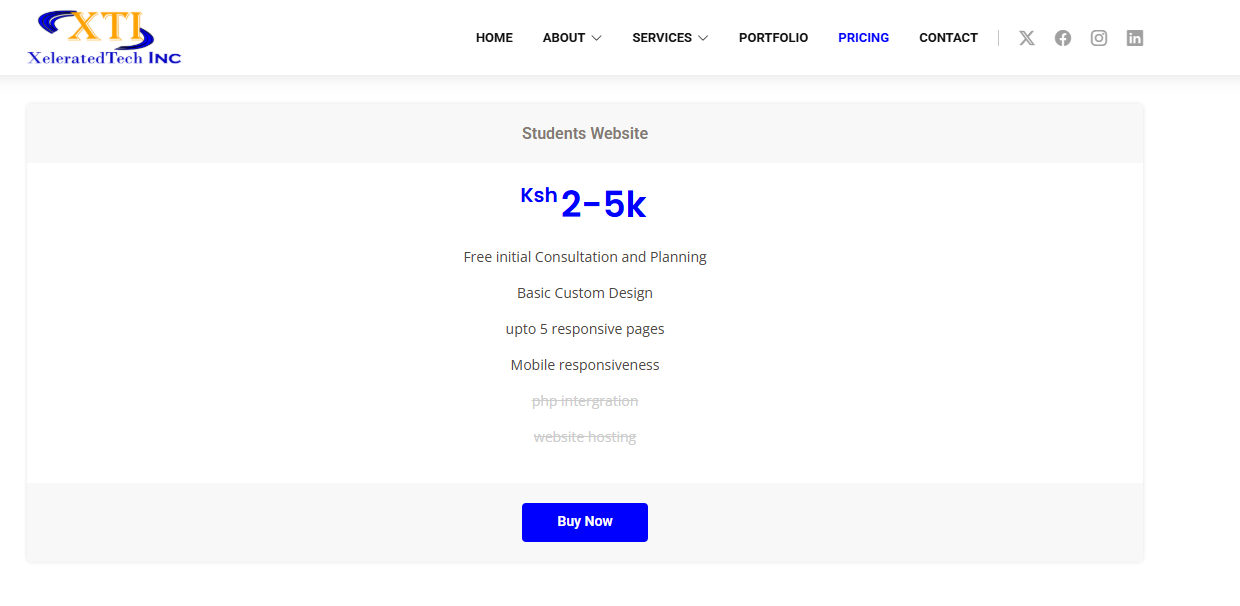 XTI
XeleratedTech INC
HOME ABOUT SERVICES PORTFOLIO PRICING CONTACT
Students Website
Ksh 2-5k
Free initial Consultation and Planning
Basic Custom Design
upto 5 responsive pages
Mobile responsiveness
php intergration
website hosting
Buy Now